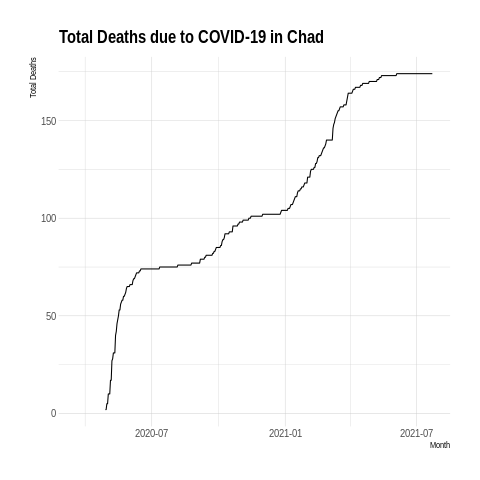 Total Deaths due to COVID-19 in Chad
Total Deaths
150
100
50
0
2020-07
2021-01
2021-07
Month